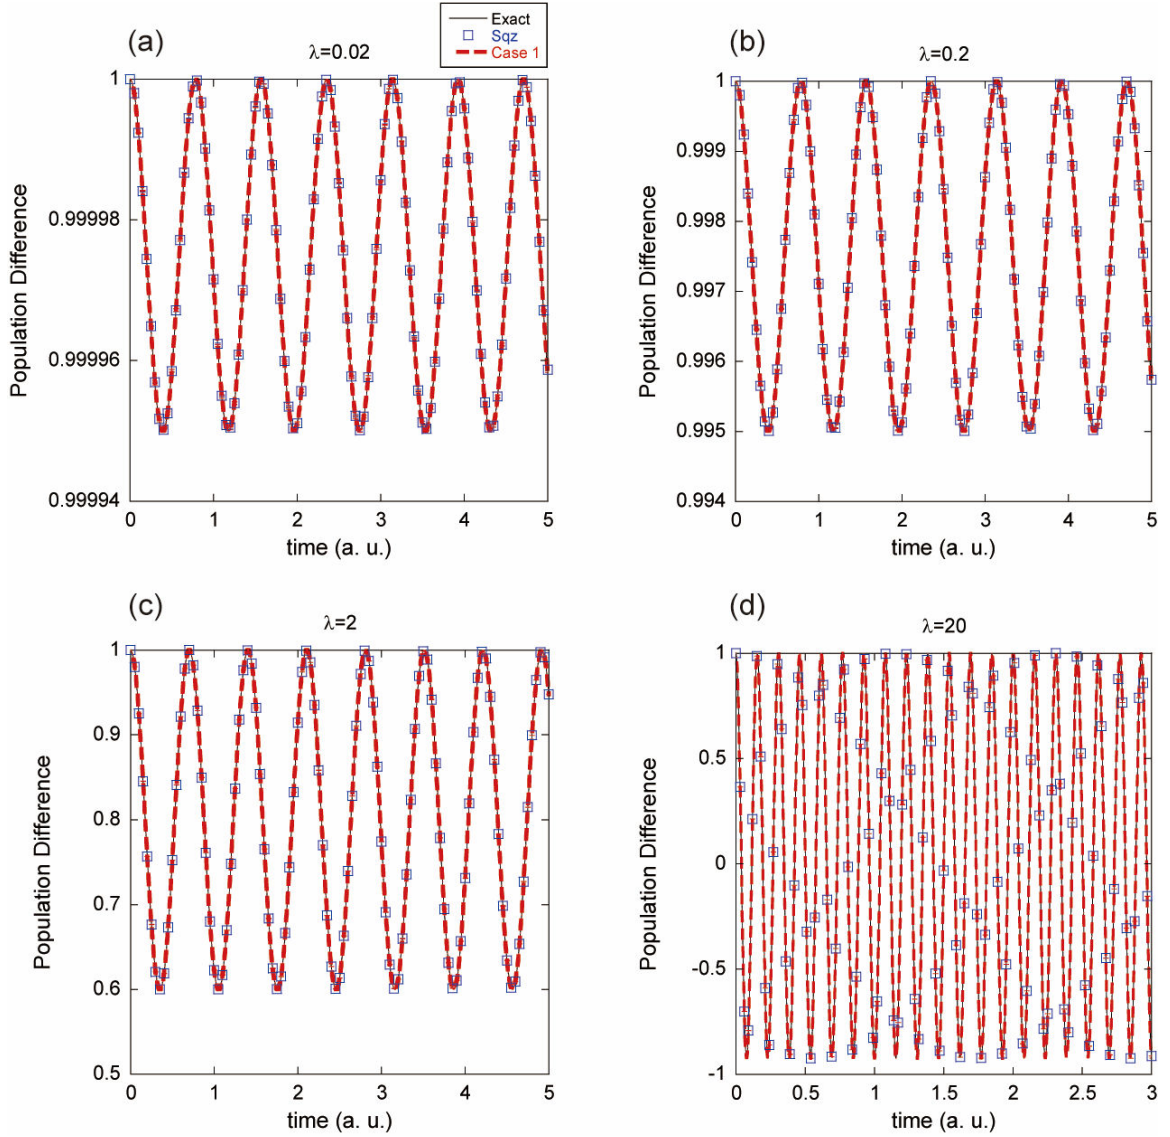 Exact
Sqz
Case 1
(a)
λ=0.02
1
0.99998
0.99996
0.99994
0 1 2 3 4 5
Population Difference
time (a. u.)
(b)
λ=0.2
1
0.999
0.998
0.997
0.996
0.995
0.994
0 1 2 3 4 5
Population Difference
time (a. u.)
(c)
λ=2
1
0.9
0.8
0.7
0.6
0.5
0 1 2 3 4 5
Population Difference
time (a. u.)
(d)
λ=20
1
0.5
0
-0.5
-1
0 0.5 1 1.5 2 2.5 3
Population Difference
time (a. u.)